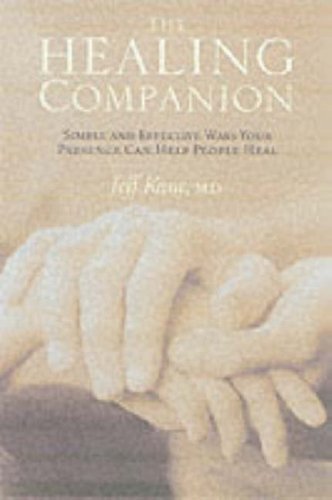 THE
HEALING
COMPANION
SIMPLE AND EFFECTIVE WAYS YOUR
PRESENCE CAN HELP PEOPLE HEAL
Jeff Kane, MD